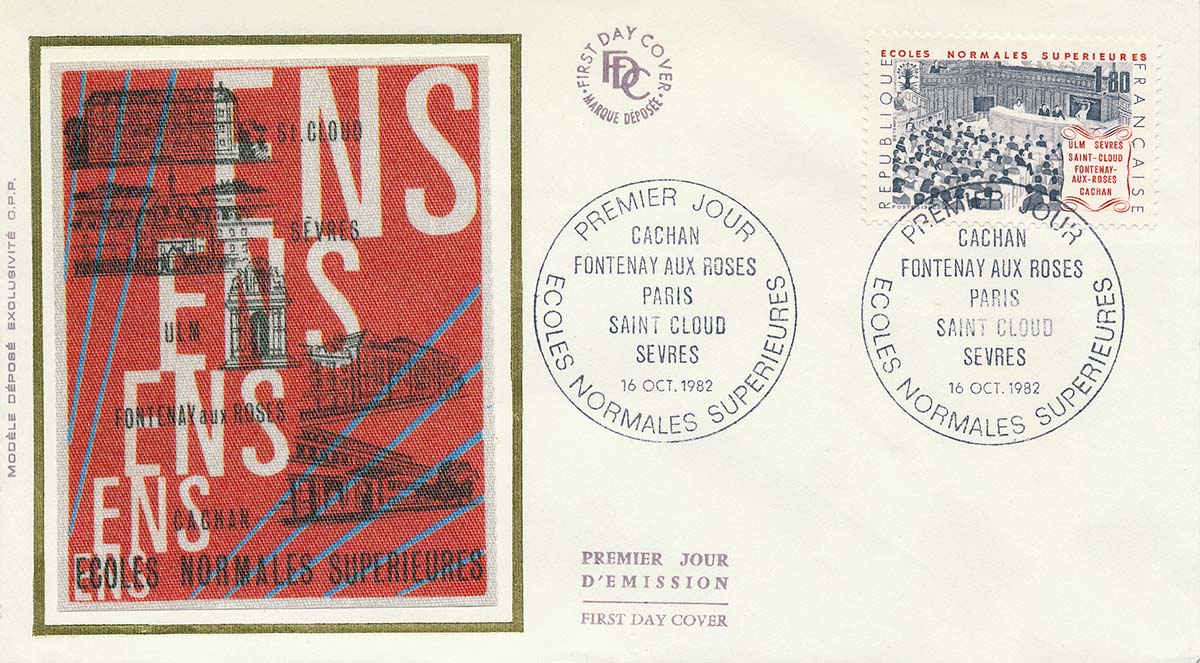 MODÈLE DÉPOSÉ EXCLUSIVITÉ C.P.P.
ENS
ST.CLOUD
ENS
SÈVRES
ENS
ULM
ENS
FONTENAY aux ROSES
ENS
CACHAN
ENS
ECOLES NORMALES SUPERIEURES
FIRST DAY COVER
FDC
MARQUE DÉPOSÉE
PREMIER JOUR
CACHAN
FONTENAY AUX ROSES
PARIS
SAINT CLOUD
SEVRES
16 OCT. 1982
ECOLES NORMALES SUPERIEURES
PREMIER JOUR
D'EMISSION
FIRST DAY COVER
ECOLES NORMALES SUPERIEURES
REPUBLIQUE
FRANÇAISE
1,80
ULM SEVRES
SAINT-CLOUD
FONTENAY-
AUX-ROSES
CACHAN
PREMIER JOUR
CACHAN
FONTENAY AUX ROSES
PARIS
SAINT CLOUD
SEVRES
16 OCT. 1982
ECOLES NORMALES SUPERIEURES